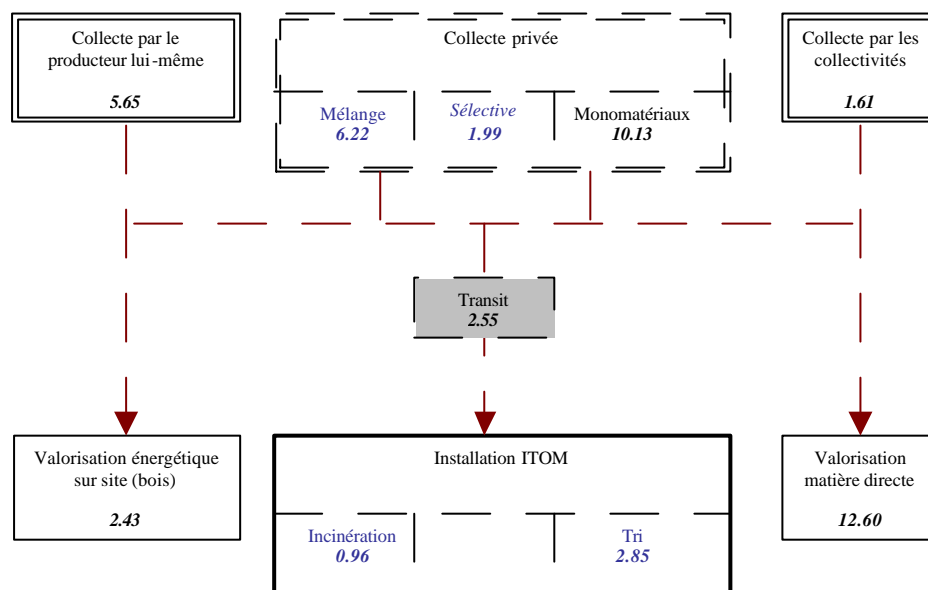 Collecte par le
producteur lui-même
5.65
Collecte privée
Mélange
6.22
Sélective
1.99
Monomatériaux
10.13
Collecte par les
collectivités
1.61
Transit
2.55
Valorisation énergétique
sur site (bois)
2.43
Installation ITOM
Incinération
0.96
Tri
2.85
Valorisation
matière directe
12.60